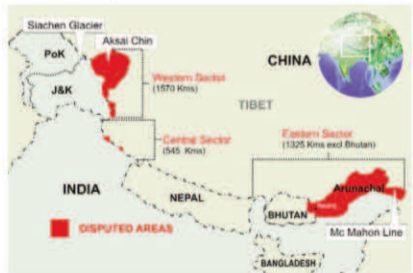 Siachen Glacier
Aksai Chin
PoK
J&K
CHINA
Western Sector
(1570 Kms)
TIBET
Central Sector
(545 Kms)
Eastern Sector
(1325 Kms excl Bhutan)
INDIA
NEPAL
Arunachal
BHUTAN
Mc Mahon Line
DISPUTED AREAS
BANGLADESH